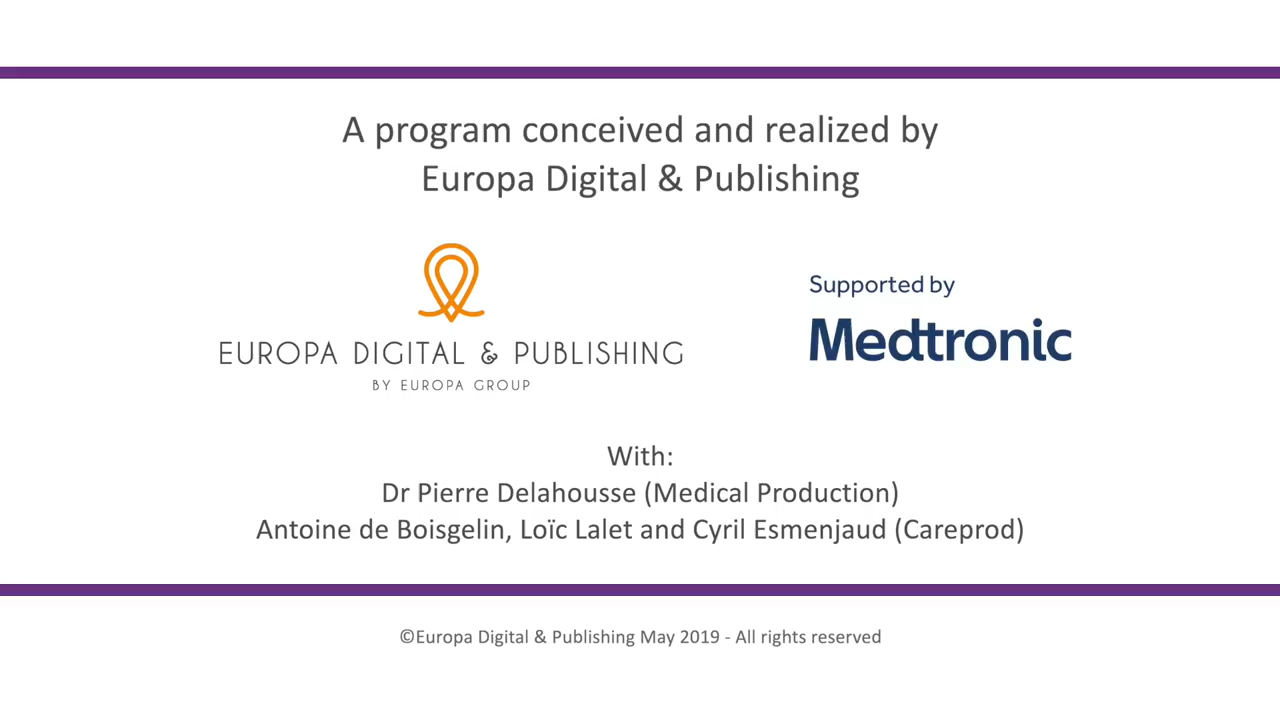 A program conceived and realized by
Europa Digital & Publishing
EUROPA DIGITAL & PUBLISHING
BY EUROPA GROUP
Supported by
Medtronic
With:
Dr Pierre Delahousse (Medical Production)
Antoine de Boisgelin, Loïc Lalet and Cyril Esmenjaud (Careprod)
©Europa Digital & Publishing May 2019 - All rights reserved